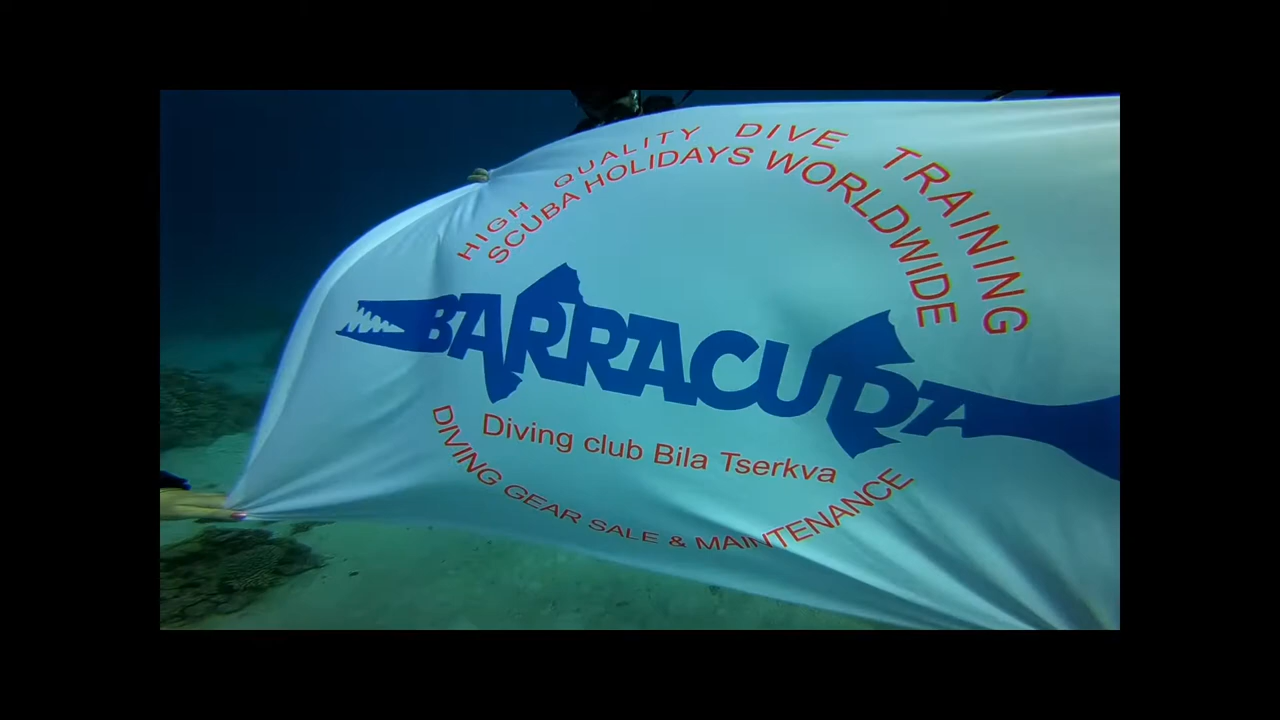 HIGH QUALITY DIVE TRAINING
SCUBA HOLIDAYS WORLDWIDE
BARRACUDA
Diving club Bila Tserkva
DIVING GEAR SALE & MAINTENANCE